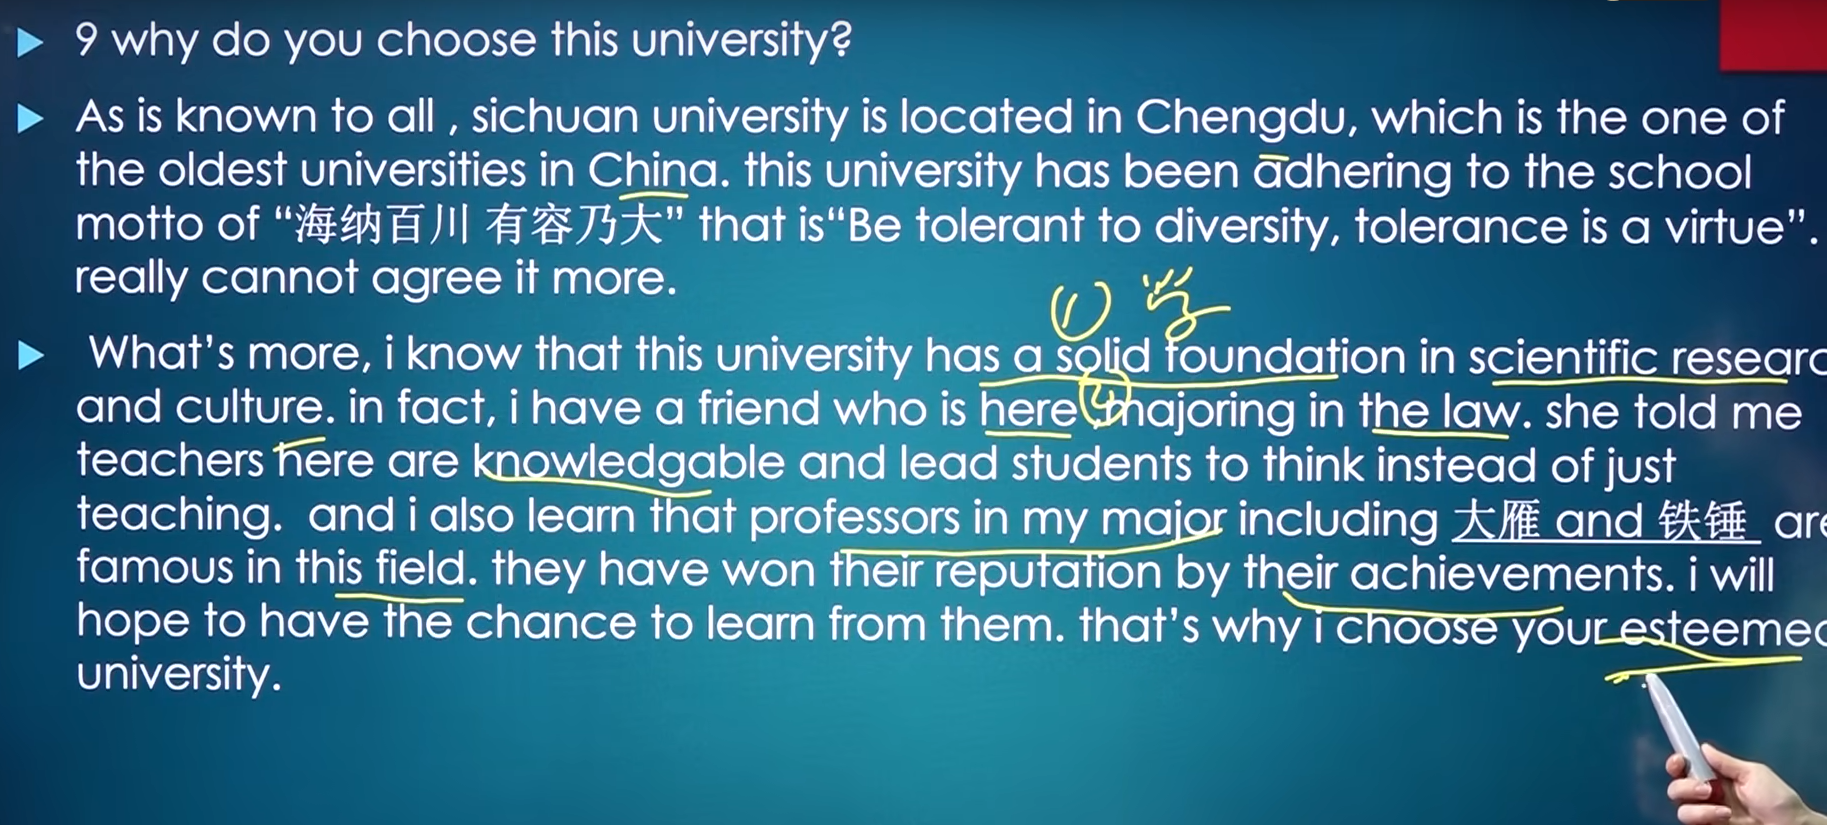 9 why do you choose this university?
As is known to all , sichuan university is located in Chengdu, which is the one of
the oldest universities in China. this university has been adhering to the school
motto of “海纳百川 有容乃大” that is“Be tolerant to diversity, tolerance is a virtue”.
really cannot agree it more.
① 学
What’s more, i know that this university has a solid foundation in scientific researc
and culture. in fact, i have a friend who is here ,majoring in the law. she told me
teachers here are knowledgable and lead students to think instead of just
teaching. and i also learn that professors in my major including 大雁 and 铁锤 are
famous in this field. they have won their reputation by their achievements. i will
hope to have the chance to learn from them. that’s why i choose your esteemed
university.